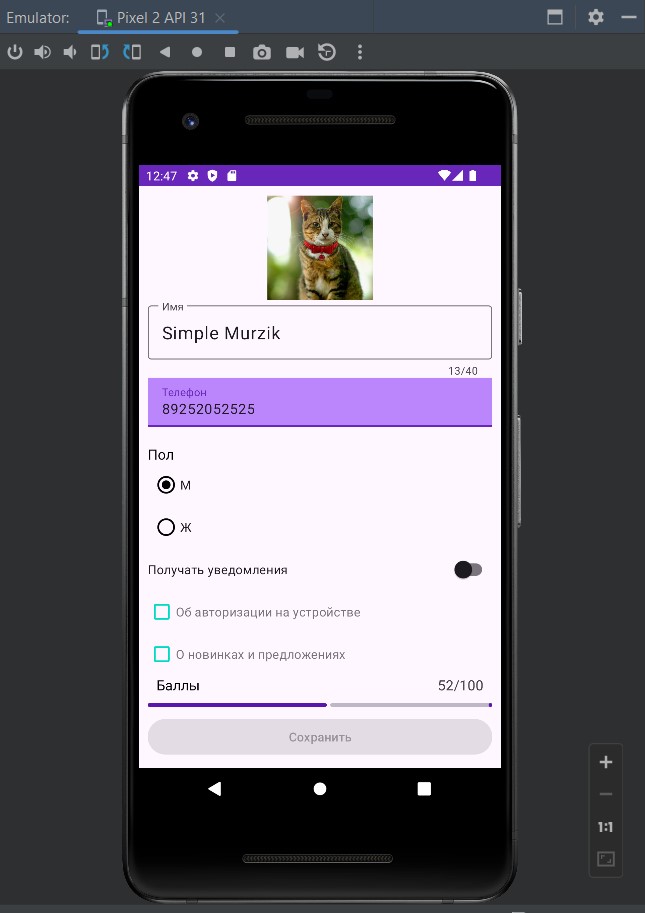 Emulator: Pixel 2 API 31
12:47
Имя
Simple Murzik
13/40
Телефон
89252052525
Пол
М
Ж
Получать уведомления
Об авторизации на устройстве
О новинках и предложениях
Баллы 52/100
Сохранить
1:1